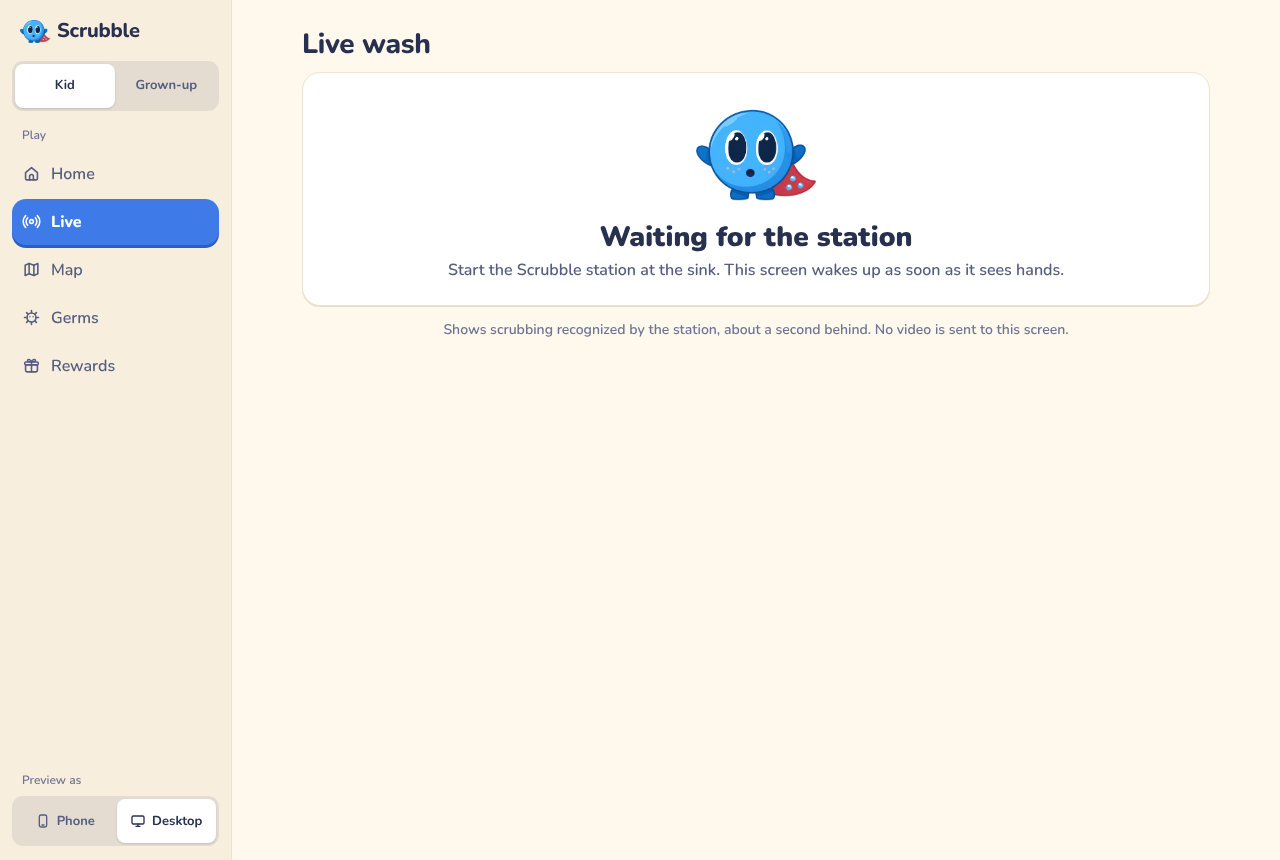 Scrubble
Kid
Grown-up
Play
Home
Live
Map
Germs
Rewards
Preview as
Phone
Desktop
Live wash
Waiting for the station
Start the Scrubble station at the sink. This screen wakes up as soon as it sees hands.
Shows scrubbing recognized by the station, about a second behind. No video is sent to this screen.